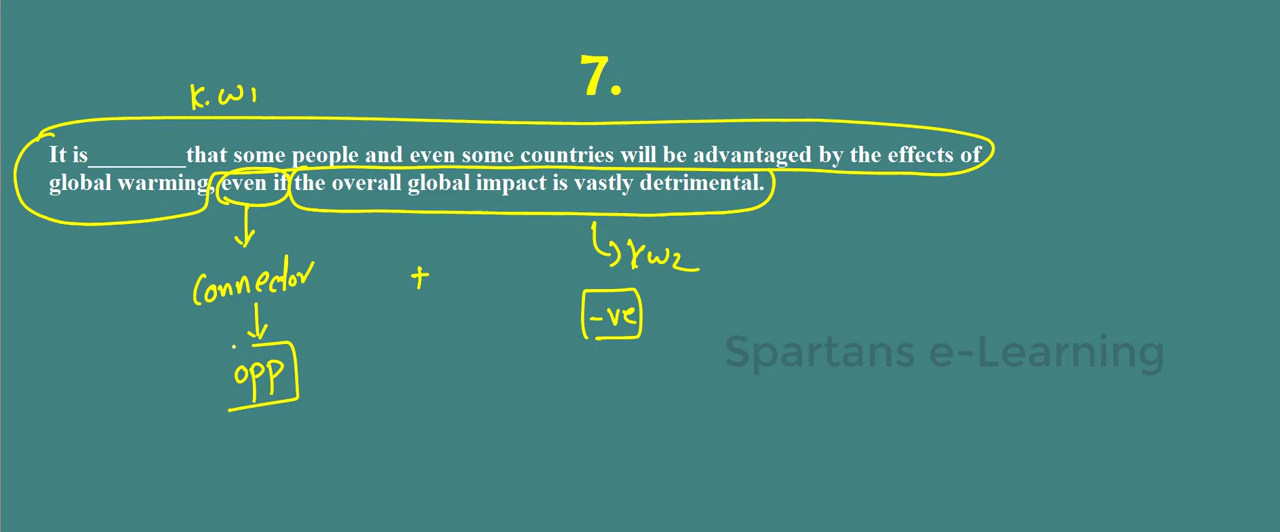 7.
K.W1
It is________that some people and even some countries will be advantaged by the effects of
global warming, even if the overall global impact is vastly detrimental.
KW2
Connector
+
-ve
Spartans e-Learning
opp